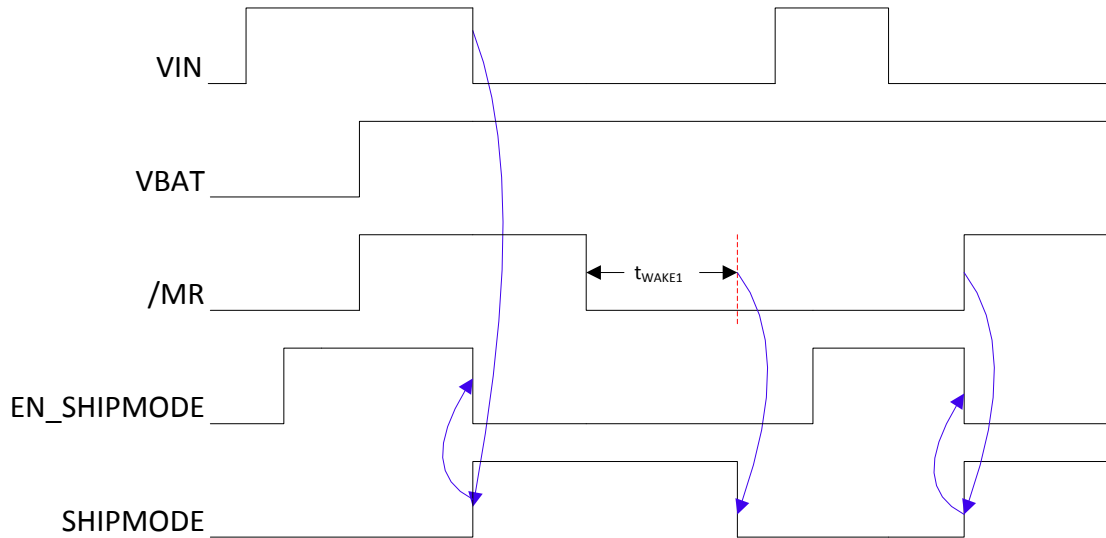 VIN
VBAT
/MR
tWAKE1
EN_SHIPMODE
SHIPMODE